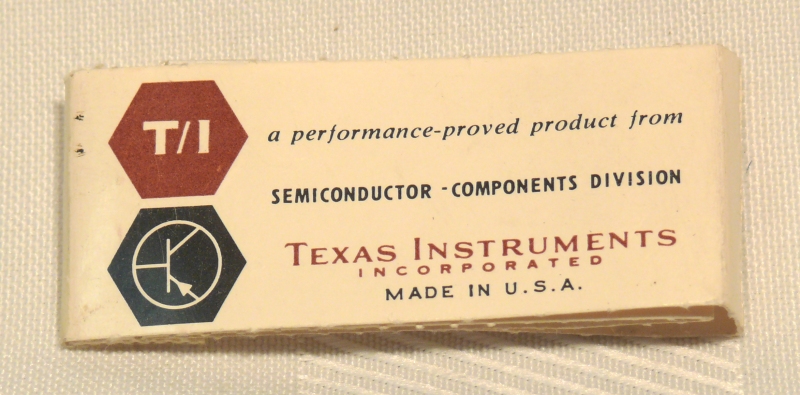 T/I
a performance-proved product from
SEMICONDUCTOR - COMPONENTS DIVISION
TEXAS INSTRUMENTS
INCORPORATED
MADE IN U.S.A.